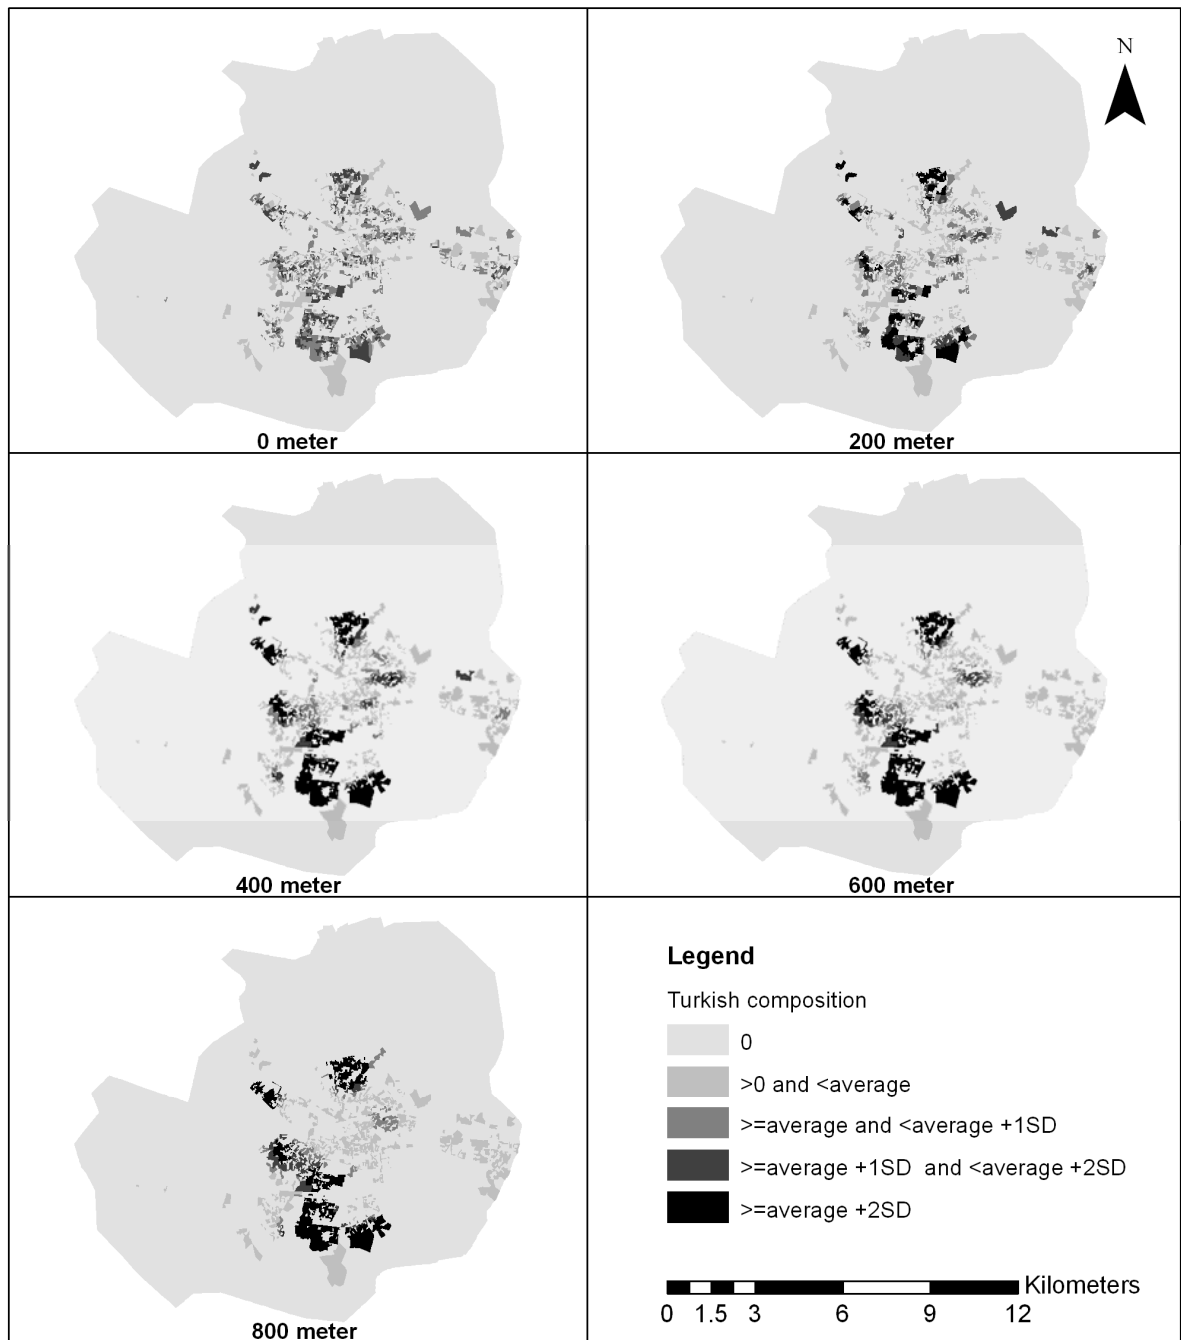 N
0 meter
200 meter
400 meter
600 meter
800 meter
Legend
Turkish composition
0
>0 and <average
>=average and <average +1SD
>=average +1SD and <average +2SD
>=average +2SD
Kilometers
0 1.5 3 6 9 12